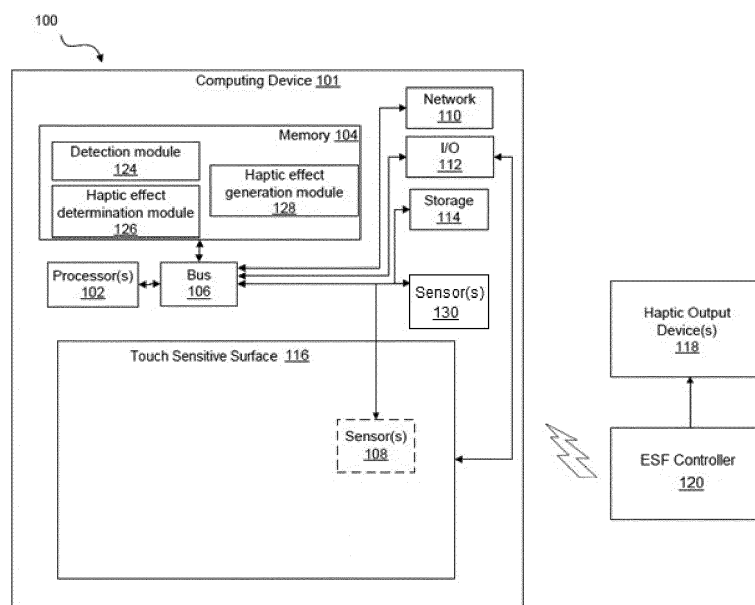 100
Computing Device 101
Memory 104
Detection module
124
Haptic effect
determination module
126
Haptic effect
generation module
128
Network
110
I/O
112
Storage
114
Processor(s)
102
Bus
106
Sensor(s)
130
Touch Sensitive Surface 116
Sensor(s)
108
Haptic Output
Device(s)
118
ESF Controller
120